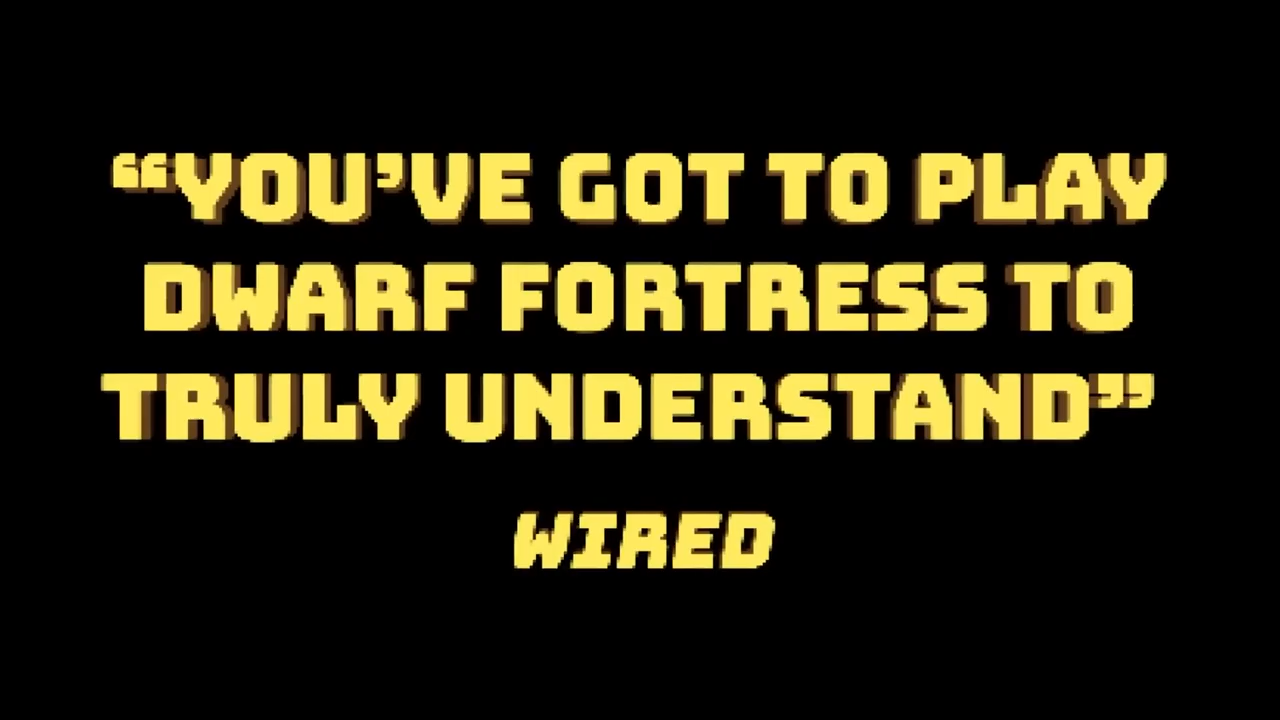 “YOU’VE GOT TO PLAY
DWARF FORTRESS TO
TRULY UNDERSTAND”
WIRED